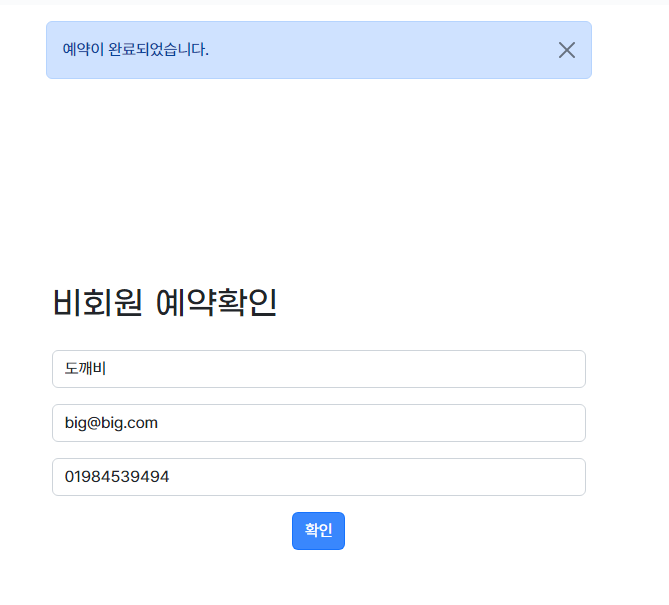 예약이 완료되었습니다.
비회원 예약확인
도깨비
big@big.com
01984539494
확인